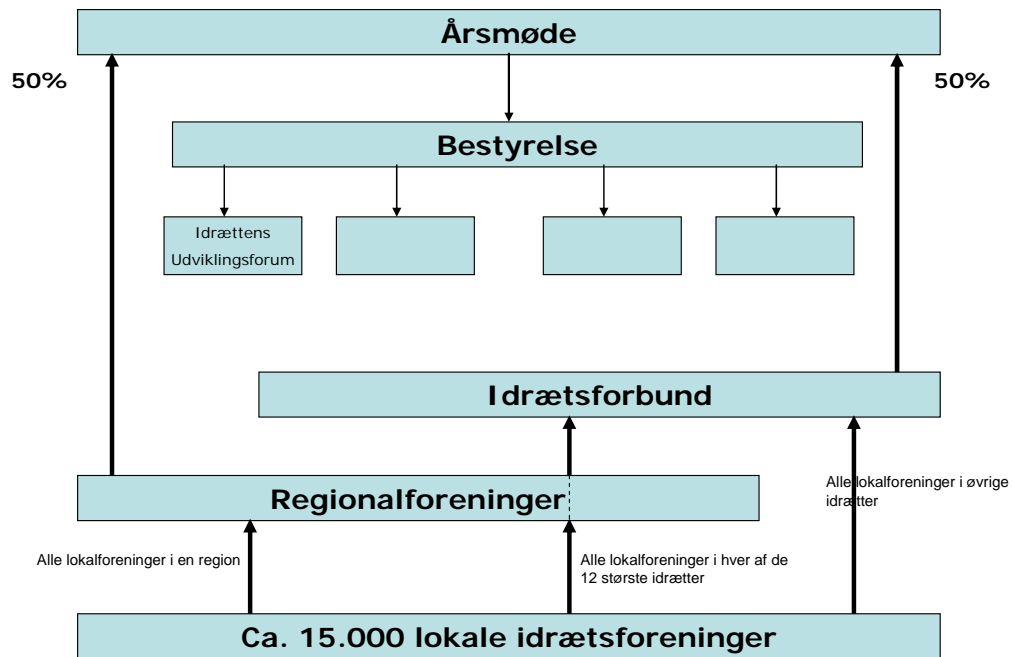 Årsmøde
50%
50%
Bestyrelse
Idrættens
Udviklingsforum
Idrætsforbund
Regionalforeninger
Alle lokalforeninger i øvrige
idrætter
Alle lokalforeninger i en region
Alle lokalforeninger i hver af de
12 største idrætter
Ca. 15.000 lokale idrætsforeninger